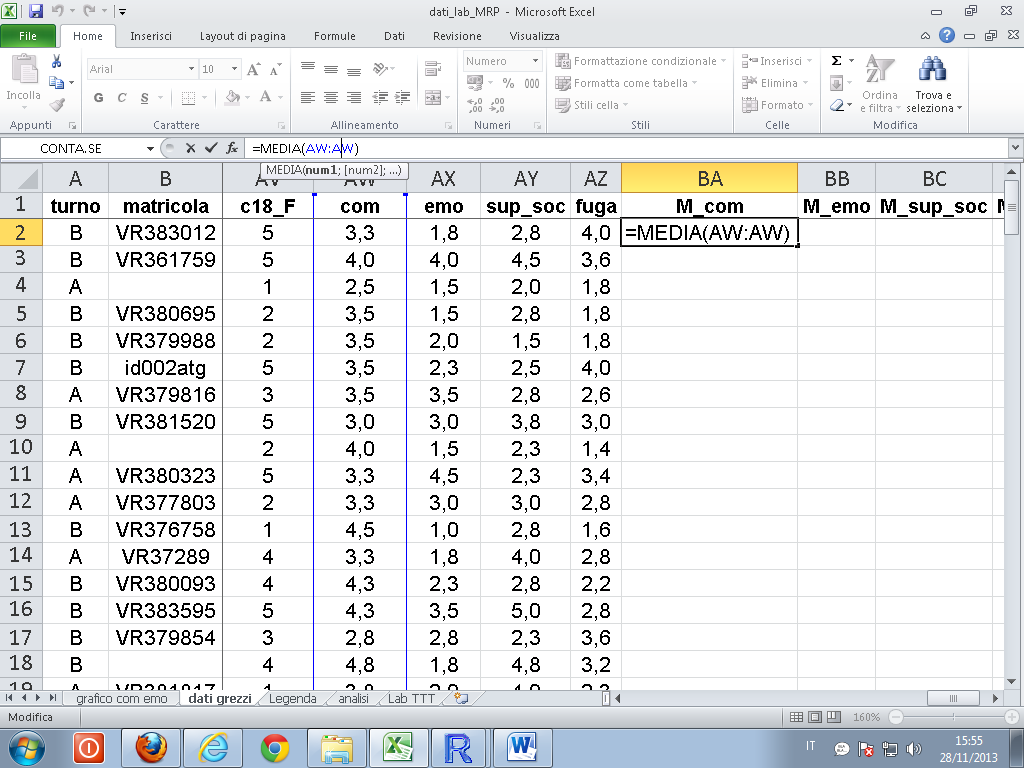 dati_lab_MRP - Microsoft Excel
File Home Inserisci Layout di pagina Formule Dati Revisione Visualizza
Incolla
Arial 10
G C S
Numero
% 000
Formattazione condizionale
Formatta come tabella
Stili cella
Inserisci
Elimina
Formato
Σ
Ordina e filtra
Trova e seleziona
Appunti Carattere Allineamento Numeri Stili Celle Modifica
CONTA.SE =MEDIA(AW:AW)
MEDIA(num1; [num2]; ...)
A B AV AW AX AY AZ BA BB BC
1 turno matricola c18_F com emo sup_soc fuga M_com M_emo M_sup_soc
2 B VR383012 5 3,3 1,8 2,8 4,0 =MEDIA(AW:AW)
3 B VR361759 5 4,0 4,0 4,5 3,6
4 A 1 2,5 1,5 2,0 1,8
5 B VR380695 2 3,5 1,5 2,8 1,8
6 B VR379988 2 3,5 2,0 1,5 1,8
7 B id002atg 5 3,5 2,3 2,5 4,0
8 A VR379816 3 3,5 3,5 2,8 2,6
9 B VR381520 5 3,0 3,0 3,8 3,0
10 A 2 4,0 1,5 2,3 1,4
11 A VR380323 5 3,3 4,5 2,3 3,4
12 A VR377803 2 3,3 3,0 3,0 2,8
13 B VR376758 1 4,5 1,0 2,8 1,6
14 A VR37289 4 3,3 1,8 4,0 2,8
15 B VR380093 4 4,3 2,3 2,8 2,2
16 B VR383595 5 4,3 3,5 5,0 2,8
17 B VR379854 3 2,8 2,8 2,3 3,6
18 B 4 4,8 1,8 4,8 3,2
19 A VR381817 1 3,8 2,0 4,0 2,3
grafico com emo dati grezzi Legenda analisi Lab TTT
Modifica 160%
IT 15:55
28/11/2013